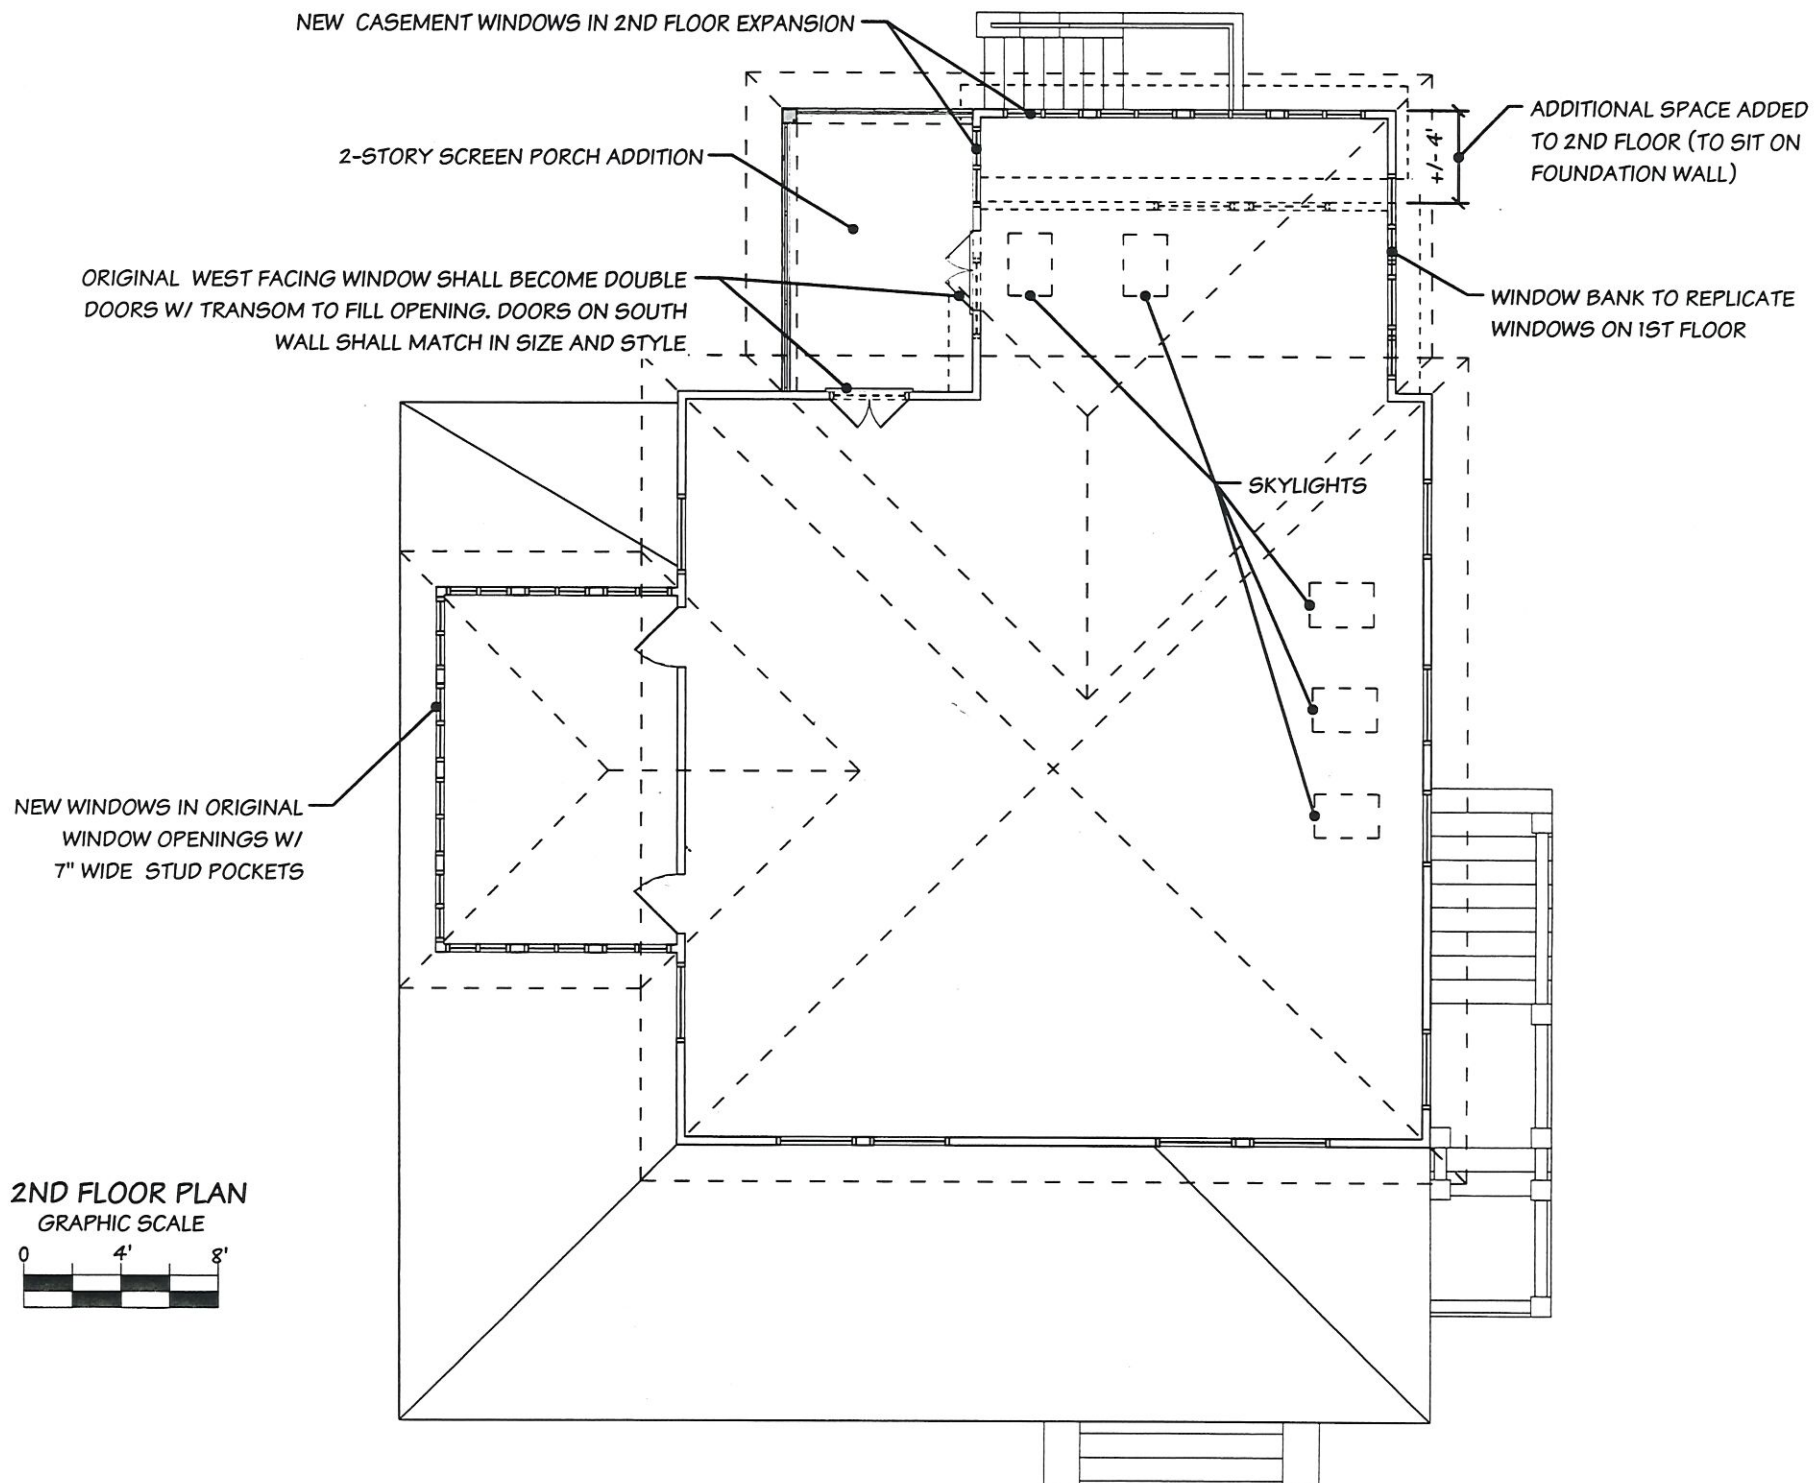 NEW CASEMENT WINDOWS IN 2ND FLOOR EXPANSION
2-STORY SCREEN PORCH ADDITION
ADDITIONAL SPACE ADDED
TO 2ND FLOOR (TO SIT ON
FOUNDATION WALL)
+/- 4'
ORIGINAL WEST FACING WINDOW SHALL BECOME DOUBLE
DOORS W/ TRANSOM TO FILL OPENING. DOORS ON SOUTH
WALL SHALL MATCH IN SIZE AND STYLE
WINDOW BANK TO REPLICATE
WINDOWS ON 1ST FLOOR
SKYLIGHTS
NEW WINDOWS IN ORIGINAL
WINDOW OPENINGS W/
7" WIDE STUD POCKETS
2ND FLOOR PLAN
GRAPHIC SCALE
0 4' 8'